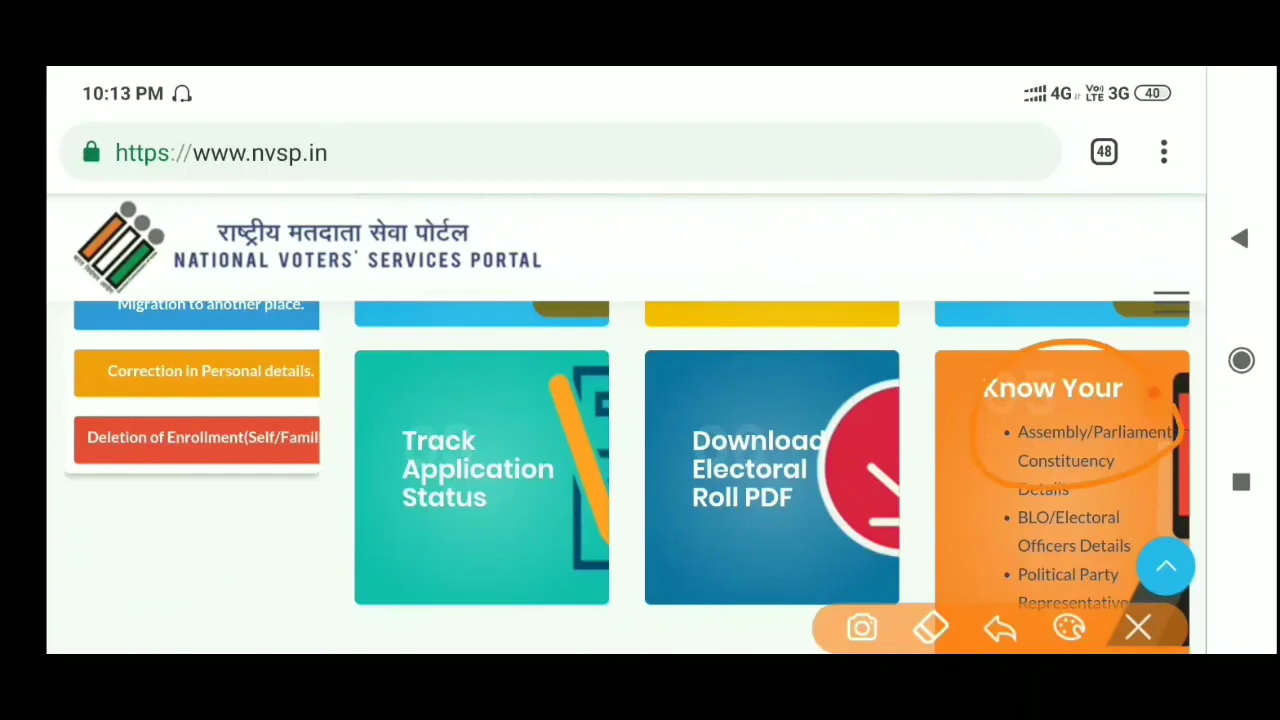 10:13 PM
4G VoLTE 3G 40
https://www.nvsp.in
48
राष्ट्रीय मतदाता सेवा पोर्टल
NATIONAL VOTERS' SERVICES PORTAL
Migration to another place.
Correction in Personal details.
Deletion of Enrollment(Self/Famil
Track
Application
Status
Download
Electoral
Roll PDF
Know Your
• Assembly/Parliament
Constituency
Details
• BLO/Electoral
Officers Details
• Political Party
Representative